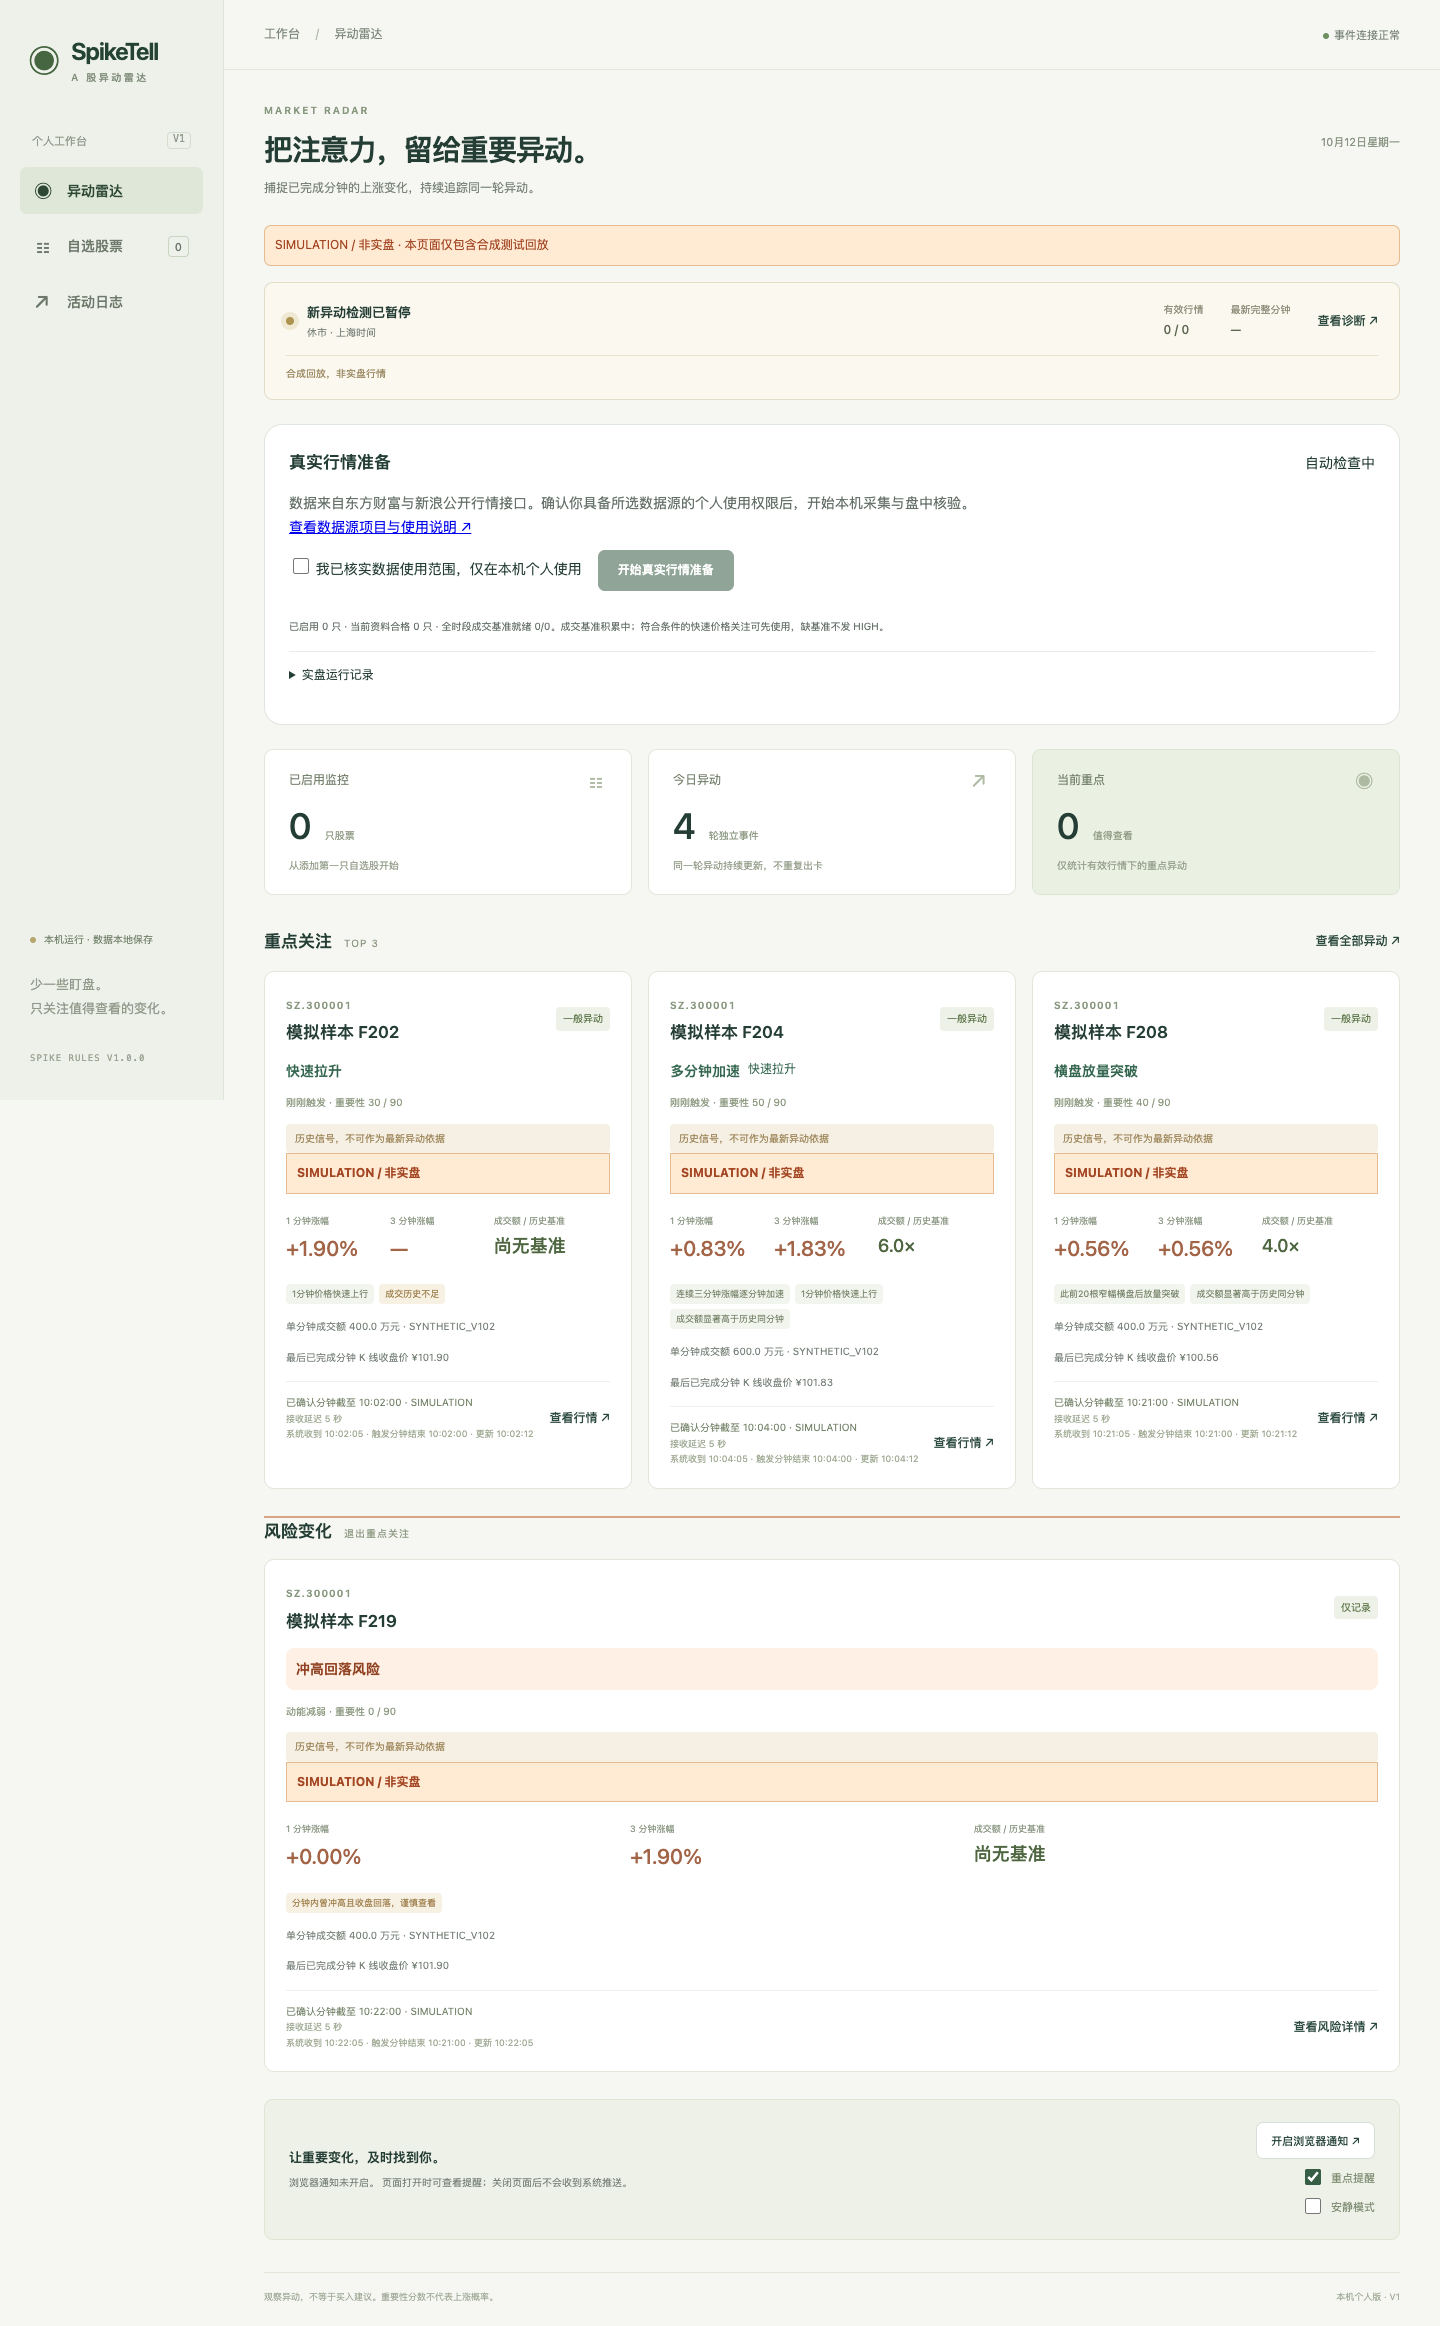 SpikeTell
A 股异动雷达
个人工作台 V1
异动雷达
自选股票 0
活动日志
本机运行 · 数据本地保存
少一些盯盘。
只关注值得查看的变化。
SPIKE RULES V1.0.0
工作台 / 异动雷达
事件连接正常
MARKET RADAR
把注意力，留给重要异动。
10月12日星期一
捕捉已完成分钟的上涨变化，持续追踪同一轮异动。
SIMULATION / 非实盘 · 本页面仅包含合成测试回放
新异动检测已暂停
休市 · 上海时间
有效行情
0 / 0
最新完整分钟
—
查看诊断 ↗
合成回放，非实盘行情
真实行情准备
自动检查中
数据来自东方财富与新浪公开行情接口。确认你具备所选数据源的个人使用权限后，开始本机采集与盘中核验。
查看数据源项目与使用说明 ↗
我已核实数据使用范围，仅在本机个人使用
开始真实行情准备
已启用 0 只 · 当前资料合格 0 只 · 全时段成交基准就绪 0/0。成交基准积累中；符合条件的快速价格关注可先使用，缺基准不发 HIGH。
▶ 实盘运行记录
已启用监控
0 只股票
从添加第一只自选股开始
今日异动
4 轮独立事件
同一轮异动持续更新，不重复出卡
当前重点
0 值得查看
仅统计有效行情下的重点异动
重点关注 TOP 3
查看全部异动 ↗
SZ.300001
模拟样本 F202
一般异动
快速拉升
刚刚触发 · 重要性 30 / 90
历史信号，不可作为最新异动依据
SIMULATION / 非实盘
1 分钟涨幅
+1.90%
3 分钟涨幅
—
成交额 / 历史基准
尚无基准
1分钟价格快速上行 成交历史不足
单分钟成交额 400.0 万元 · SYNTHETIC_V102
最后已完成分钟 K 线收盘价 ¥101.90
已确认分钟截至 10:02:00 · SIMULATION
接收延迟 5 秒
系统收到 10:02:05 · 触发分钟结束 10:02:00 · 更新 10:02:12
查看行情 ↗
SZ.300001
模拟样本 F204
一般异动
多分钟加速 快速拉升
刚刚触发 · 重要性 50 / 90
历史信号，不可作为最新异动依据
SIMULATION / 非实盘
1 分钟涨幅
+0.83%
3 分钟涨幅
+1.83%
成交额 / 历史基准
6.0×
连续三分钟涨幅逐分钟加速 1分钟价格快速上行
成交额显著高于历史同分钟
单分钟成交额 600.0 万元 · SYNTHETIC_V102
最后已完成分钟 K 线收盘价 ¥101.83
已确认分钟截至 10:04:00 · SIMULATION
接收延迟 5 秒
系统收到 10:04:05 · 触发分钟结束 10:04:00 · 更新 10:04:12
查看行情 ↗
SZ.300001
模拟样本 F208
一般异动
横盘放量突破
刚刚触发 · 重要性 40 / 90
历史信号，不可作为最新异动依据
SIMULATION / 非实盘
1 分钟涨幅
+0.56%
3 分钟涨幅
+0.56%
成交额 / 历史基准
4.0×
此前20根窄幅横盘后放量突破 成交额显著高于历史同分钟
单分钟成交额 400.0 万元 · SYNTHETIC_V102
最后已完成分钟 K 线收盘价 ¥100.56
已确认分钟截至 10:21:00 · SIMULATION
接收延迟 5 秒
系统收到 10:21:05 · 触发分钟结束 10:21:00 · 更新 10:21:12
查看行情 ↗
风险变化 退出重点关注
SZ.300001
模拟样本 F219
仅记录
冲高回落风险
动能减弱 · 重要性 0 / 90
历史信号，不可作为最新异动依据
SIMULATION / 非实盘
1 分钟涨幅
+0.00%
3 分钟涨幅
+1.90%
成交额 / 历史基准
尚无基准
分钟内曾冲高且收盘回落，谨慎查看
单分钟成交额 400.0 万元 · SYNTHETIC_V102
最后已完成分钟 K 线收盘价 ¥101.90
已确认分钟截至 10:22:00 · SIMULATION
接收延迟 5 秒
系统收到 10:22:05 · 触发分钟结束 10:21:00 · 更新 10:22:05
查看风险详情 ↗
让重要变化，及时找到你。
浏览器通知未开启。 页面打开时可查看提醒；关闭页面后不会收到系统推送。
开启浏览器通知 ↗
重点提醒
安静模式
观察异动，不等于买入建议。重要性分数不代表上涨概率。
本机个人版 · V1